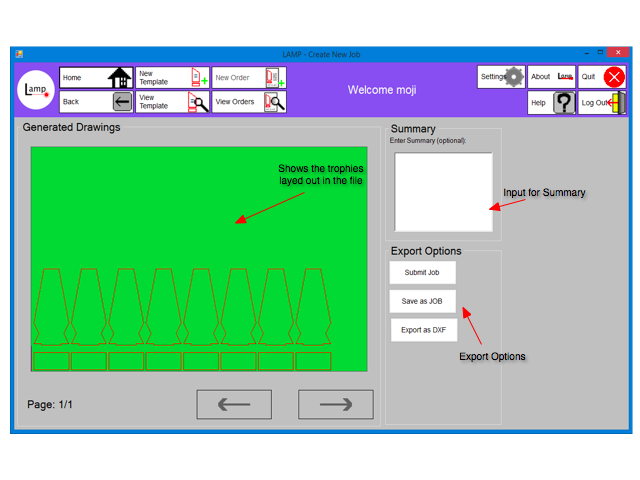 LAMP - Create New Job
Lamp
Home
Back
New
Template
View
Template
New Order
View Orders
Welcome moji
Settings
About
Lamp
Quit
Help
Log Out
Generated Drawings
Shows the trophies
layed out in the file
Page: 1/1
Summary
Enter Summary (optional):
Input for Summary
Export Options
Submit Job
Save as JOB
Export as DXF
Export Options